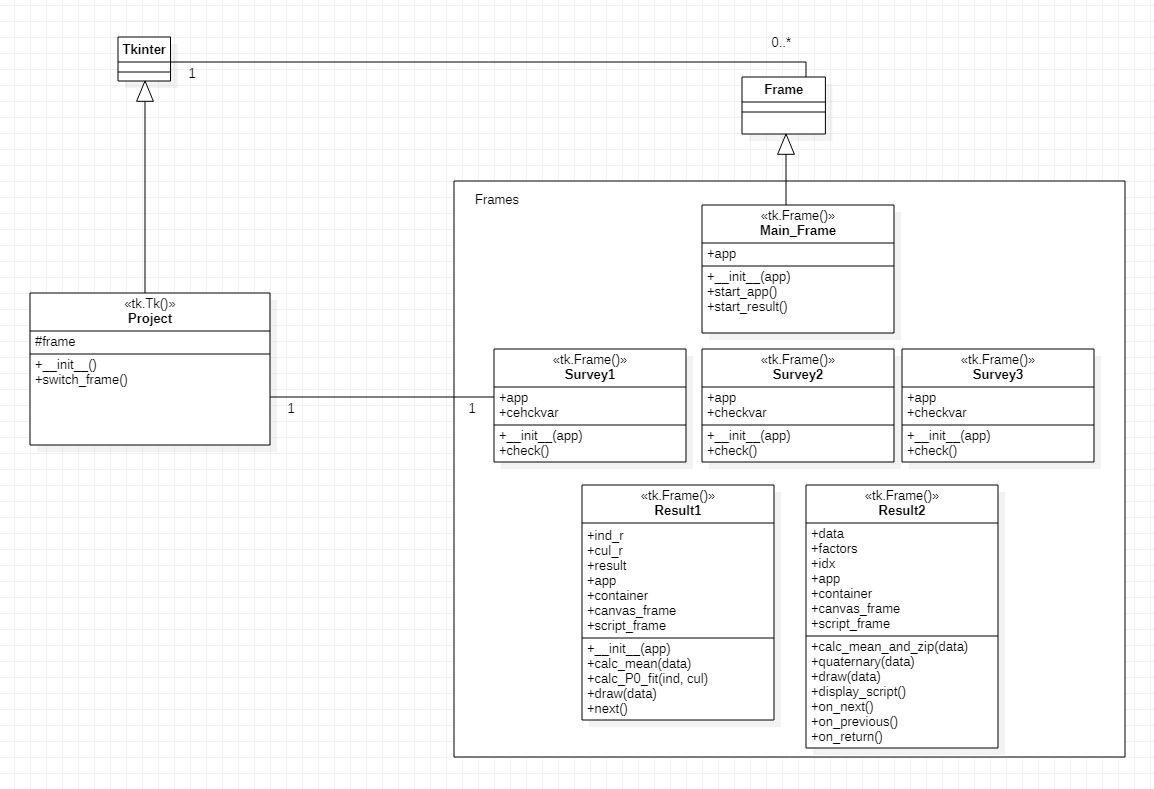 Tkinter
1
0..*
Frame
Frames
«tk.Frame()»
Main_Frame
+app
+__init__(app)
+start_app()
+start_result()
«tk.Tk()»
Project
#frame
+__init__()
+switch_frame()
1
1
«tk.Frame()»
Survey1
+app
+cehckvar
+__init__(app)
+check()
«tk.Frame()»
Survey2
+app
+checkvar
+__init__(app)
+check()
«tk.Frame()»
Survey3
+app
+checkvar
+__init__(app)
+check()
«tk.Frame()»
Result1
+ind_r
+cul_r
+result
+app
+container
+canvas_frame
+script_frame
+__init__(app)
+calc_mean(data)
+calc_P0_fit(ind, cul)
+draw(data)
+next()
«tk.Frame()»
Result2
+data
+factors
+idx
+app
+container
+canvas_frame
+script_frame
+calc_mean_and_zip(data)
+quaternary(data)
+draw(data)
+display_script()
+on_next()
+on_previous()
+on_return()